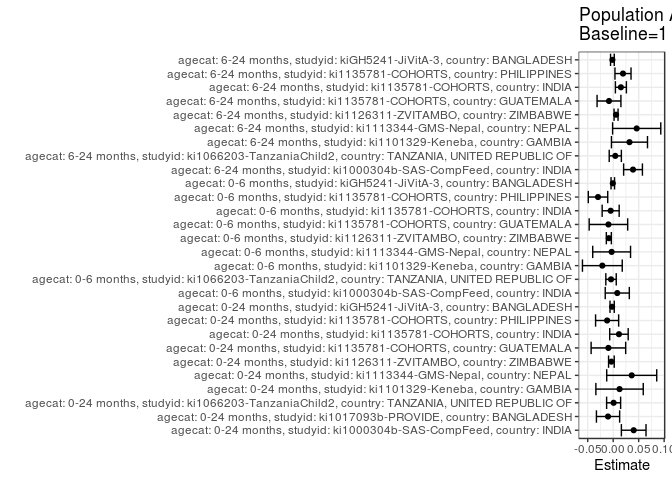 Population A
Baseline=1
agecat: 6-24 months, studyid: kiGH5241-JiVitA-3, country: BANGLADESH
agecat: 6-24 months, studyid: ki1135781-COHORTS, country: PHILIPPINES
agecat: 6-24 months, studyid: ki1135781-COHORTS, country: INDIA
agecat: 6-24 months, studyid: ki1135781-COHORTS, country: GUATEMALA
agecat: 6-24 months, studyid: ki1126311-ZVITAMBO, country: ZIMBABWE
agecat: 6-24 months, studyid: ki1113344-GMS-Nepal, country: NEPAL
agecat: 6-24 months, studyid: ki1101329-Keneba, country: GAMBIA
agecat: 6-24 months, studyid: ki1066203-TanzaniaChild2, country: TANZANIA, UNITED REPUBLIC OF
agecat: 6-24 months, studyid: ki1000304b-SAS-CompFeed, country: INDIA
agecat: 0-6 months, studyid: kiGH5241-JiVitA-3, country: BANGLADESH
agecat: 0-6 months, studyid: ki1135781-COHORTS, country: PHILIPPINES
agecat: 0-6 months, studyid: ki1135781-COHORTS, country: INDIA
agecat: 0-6 months, studyid: ki1135781-COHORTS, country: GUATEMALA
agecat: 0-6 months, studyid: ki1126311-ZVITAMBO, country: ZIMBABWE
agecat: 0-6 months, studyid: ki1113344-GMS-Nepal, country: NEPAL
agecat: 0-6 months, studyid: ki1101329-Keneba, country: GAMBIA
agecat: 0-6 months, studyid: ki1066203-TanzaniaChild2, country: TANZANIA, UNITED REPUBLIC OF
agecat: 0-6 months, studyid: ki1000304b-SAS-CompFeed, country: INDIA
agecat: 0-24 months, studyid: kiGH5241-JiVitA-3, country: BANGLADESH
agecat: 0-24 months, studyid: ki1135781-COHORTS, country: PHILIPPINES
agecat: 0-24 months, studyid: ki1135781-COHORTS, country: INDIA
agecat: 0-24 months, studyid: ki1135781-COHORTS, country: GUATEMALA
agecat: 0-24 months, studyid: ki1126311-ZVITAMBO, country: ZIMBABWE
agecat: 0-24 months, studyid: ki1113344-GMS-Nepal, country: NEPAL
agecat: 0-24 months, studyid: ki1101329-Keneba, country: GAMBIA
agecat: 0-24 months, studyid: ki1066203-TanzaniaChild2, country: TANZANIA, UNITED REPUBLIC OF
agecat: 0-24 months, studyid: ki1017093b-PROVIDE, country: BANGLADESH
agecat: 0-24 months, studyid: ki1000304b-SAS-CompFeed, country: INDIA
-0.05 0.00 0.05 0.10
Estimate